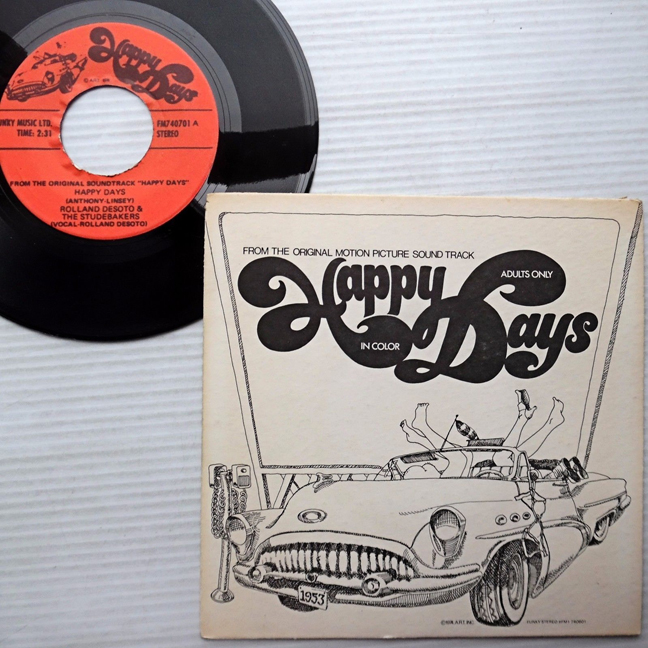 Happy Days
UNKY MUSIC LTD.
TIME: 2:31
FM740701 A
STEREO
FROM THE ORIGINAL SOUNDTRACK "HAPPY DAYS"
HAPPY DAYS
(ANTHONY-LINSEY)
ROLLAND DESOTO &
THE STUDEBAKERS
(VOCAL-ROLLAND DESOTO)
FROM THE ORIGINAL MOTION PICTURE SOUND TRACK
ADULTS ONLY
Happy Days
IN COLOR
1953